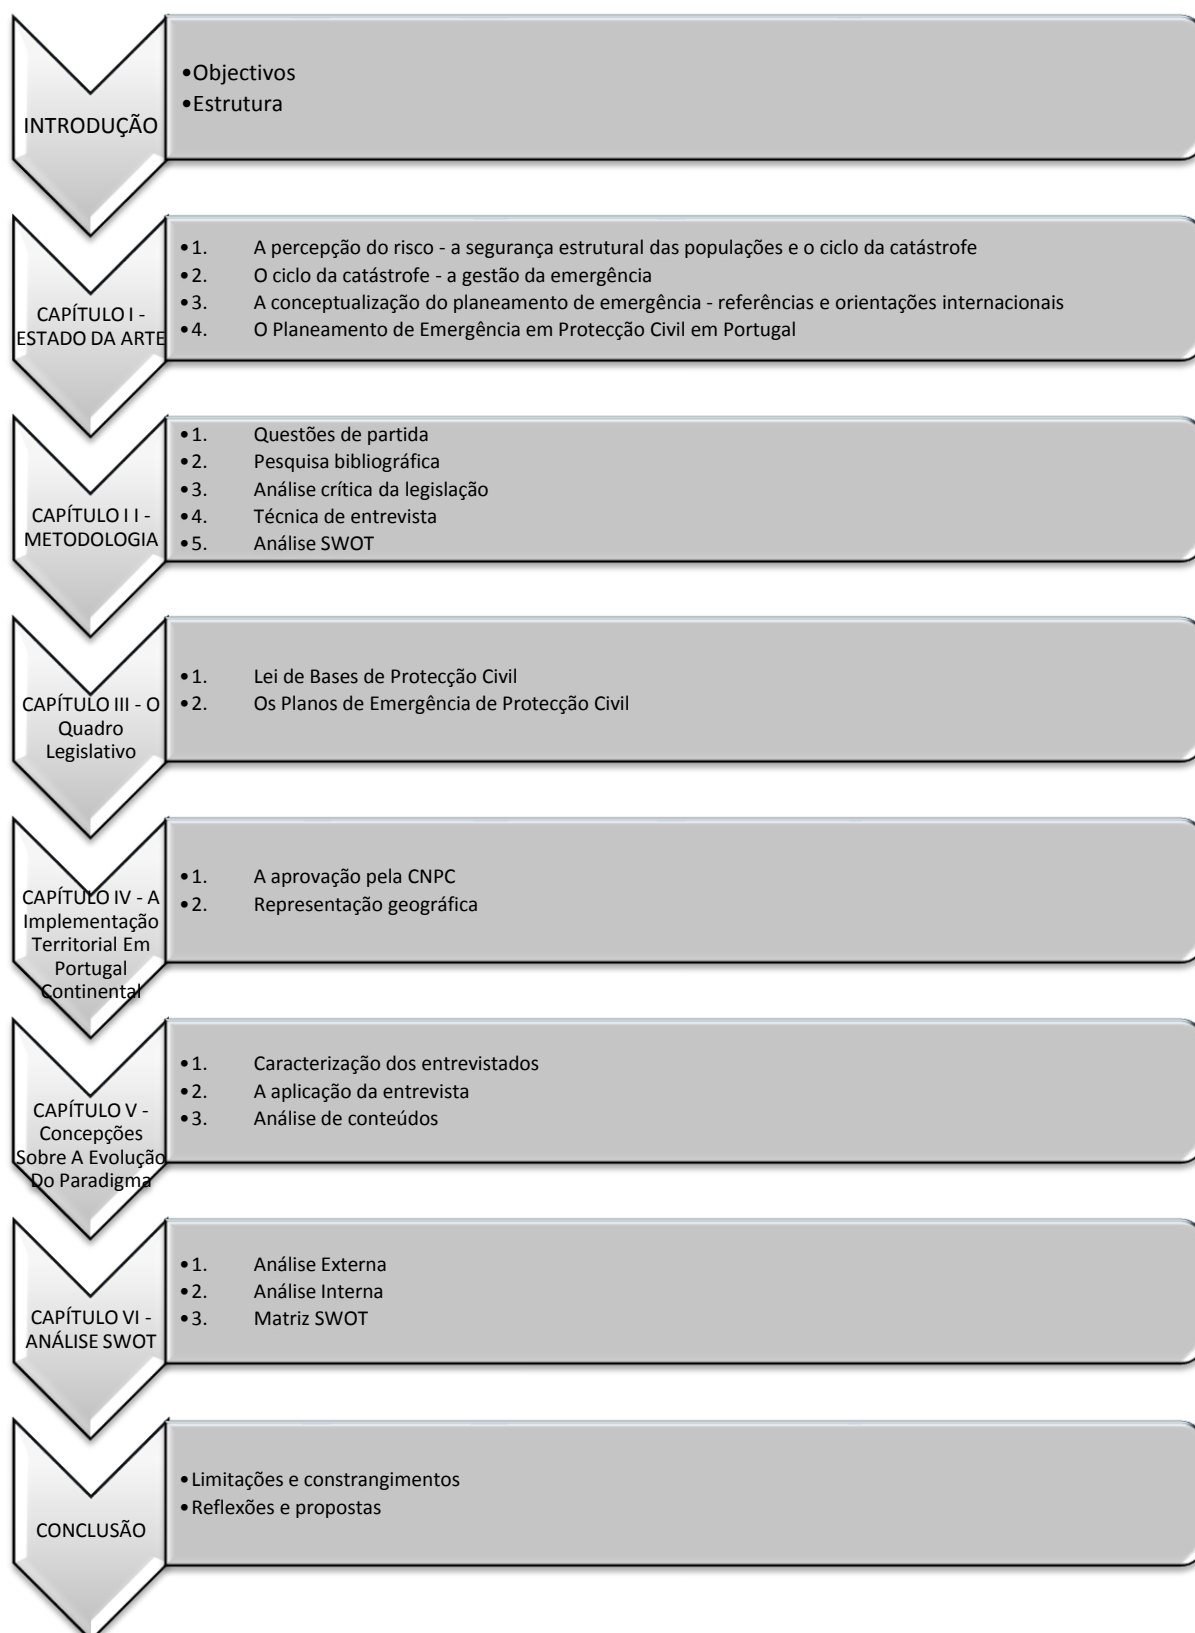 INTRODUÇÃO
•Objectivos
•Estrutura
CAPÍTULO I -
ESTADO DA ARTE
•1. A percepção do risco - a segurança estrutural das populações e o ciclo da catástrofe
•2. O ciclo da catástrofe - a gestão da emergência
•3. A conceptualização do planeamento de emergência - referências e orientações internacionais
•4. O Planeamento de Emergência em Protecção Civil em Portugal
CAPÍTULO I I -
METODOLOGIA
•1. Questões de partida
•2. Pesquisa bibliográfica
•3. Análise crítica da legislação
•4. Técnica de entrevista
•5. Análise SWOT
CAPÍTULO III - O
Quadro
Legislativo
•1. Lei de Bases de Protecção Civil
•2. Os Planos de Emergência de Protecção Civil
CAPÍTULO IV - A
Implementação
Territorial Em
Portugal
Continental
•1. A aprovação pela CNPC
•2. Representação geográfica
CAPÍTULO V -
Concepções
Sobre A Evolução
Do Paradigma
•1. Caracterização dos entrevistados
•2. A aplicação da entrevista
•3. Análise de conteúdos
CAPÍTULO VI -
ANÁLISE SWOT
•1. Análise Externa
•2. Análise Interna
•3. Matriz SWOT
CONCLUSÃO
•Limitações e constrangimentos
•Reflexões e propostas